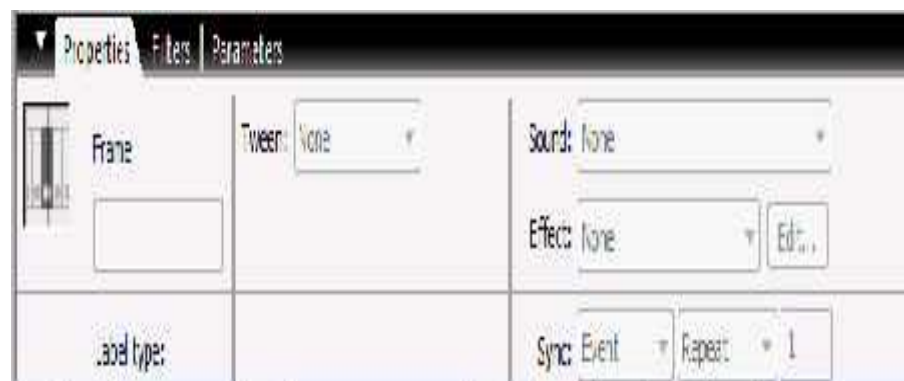 Properties Filters Parameters
Frame Tween: None Sound: None
Effect: None Edit...
Label type: Sync: Event Repeat 1